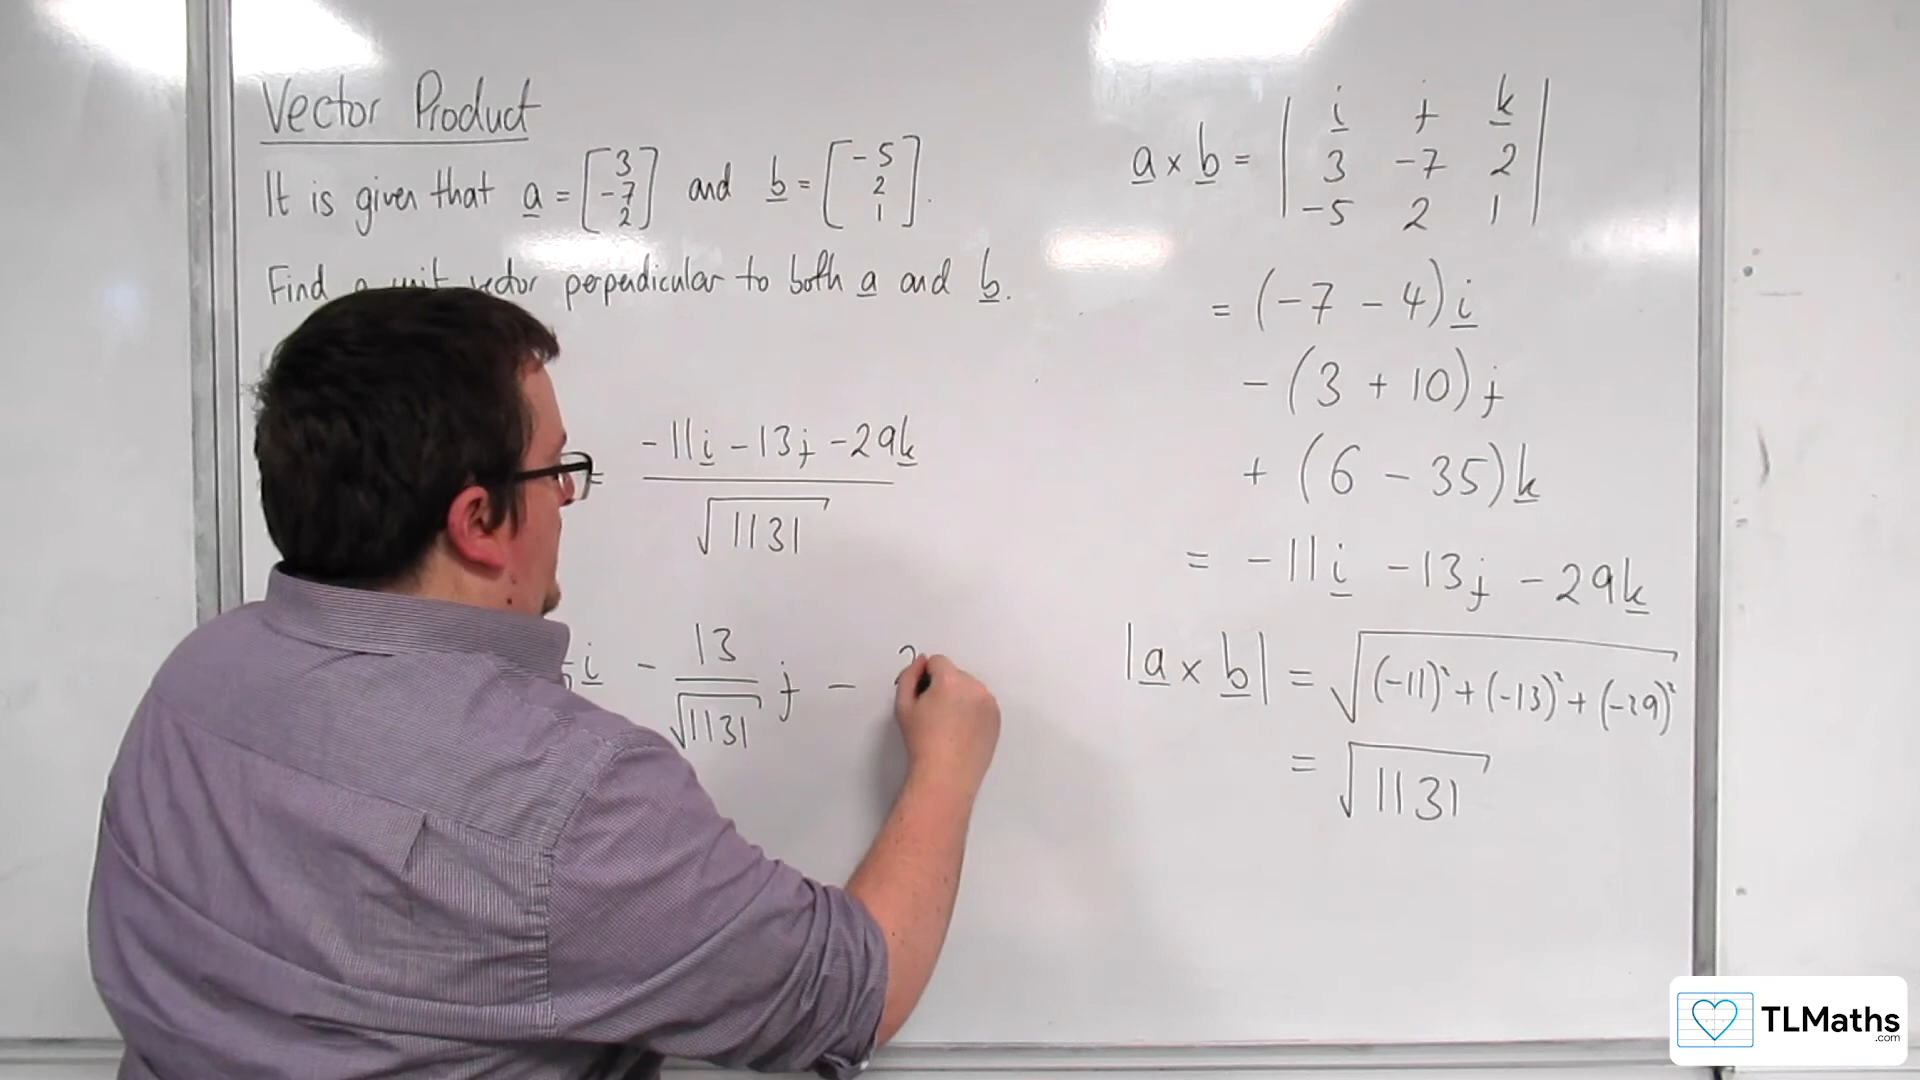 Vector Product
It is given that a = [3 -7 2] and b = [-5 2 1].
Find a unit vector perpendicular to both a and b.
= -11i -13j -29k
√1131
i - 13/√1131 j - 2
a × b = | i j k
3 -7 2
-5 2 1 |
= (-7 - 4)i
- (3 + 10)j
+ (6 - 35)k
= -11i -13j -29k
|a × b| = √(-11)² + (-13)² + (-29)²
= √1131
TLMaths
.com